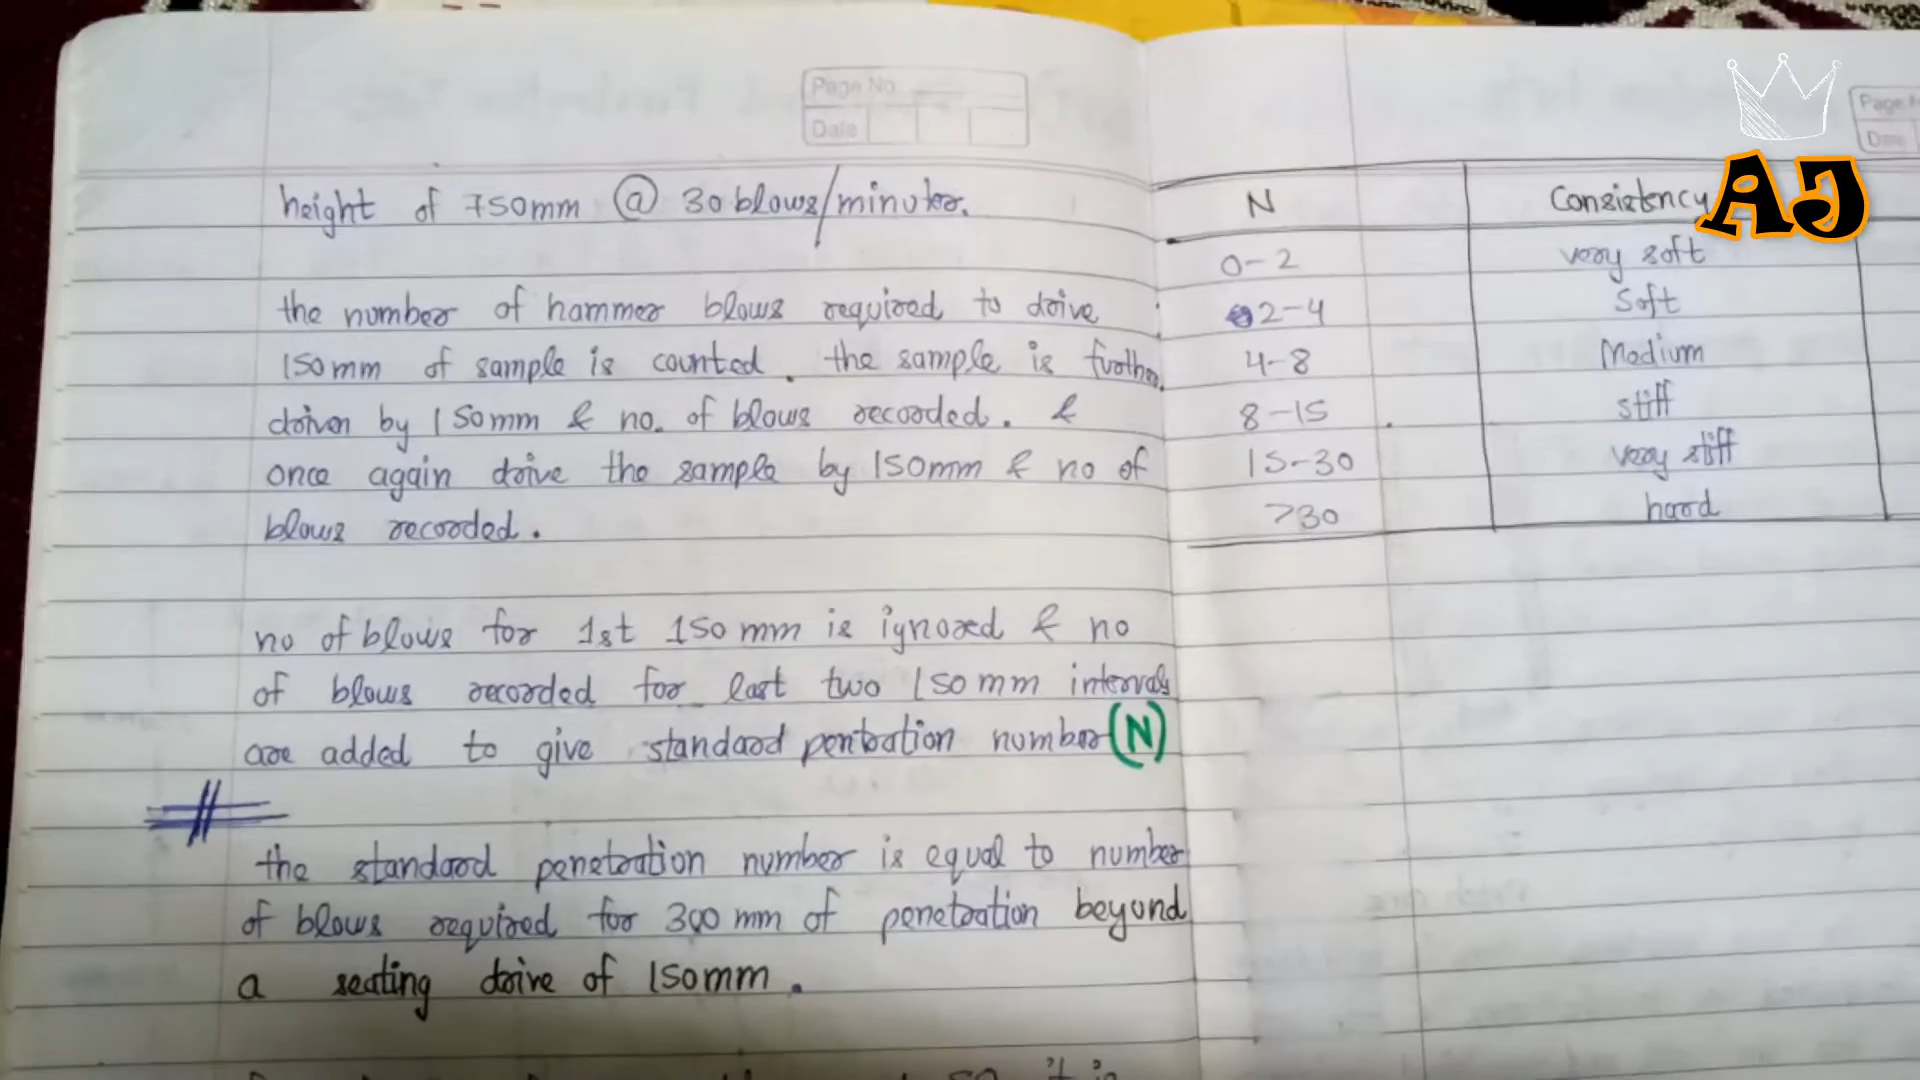 Page No.
Date
height of 750mm @ 30 blows/minutes.
the number of hammer blows required to drive
150mm of sample is counted. the sample is further
driven by 150mm & no. of blows recorded. &
once again drive the sample by 150mm & no of
blows recorded.
no of blows for 1st 150 mm is ignored & no
of blows recorded for last two 150mm intervals
are added to give standard pentration number (N)
the standard penetration number is equal to number
of blows required for 300 mm of penetration beyond
a seating drive of 150mm.
Page
Date
AJ
N Consistency
0-2 very soft
2-4 Soft
4-8 Medium
8-15 stiff
15-30 very stiff
>30 hard